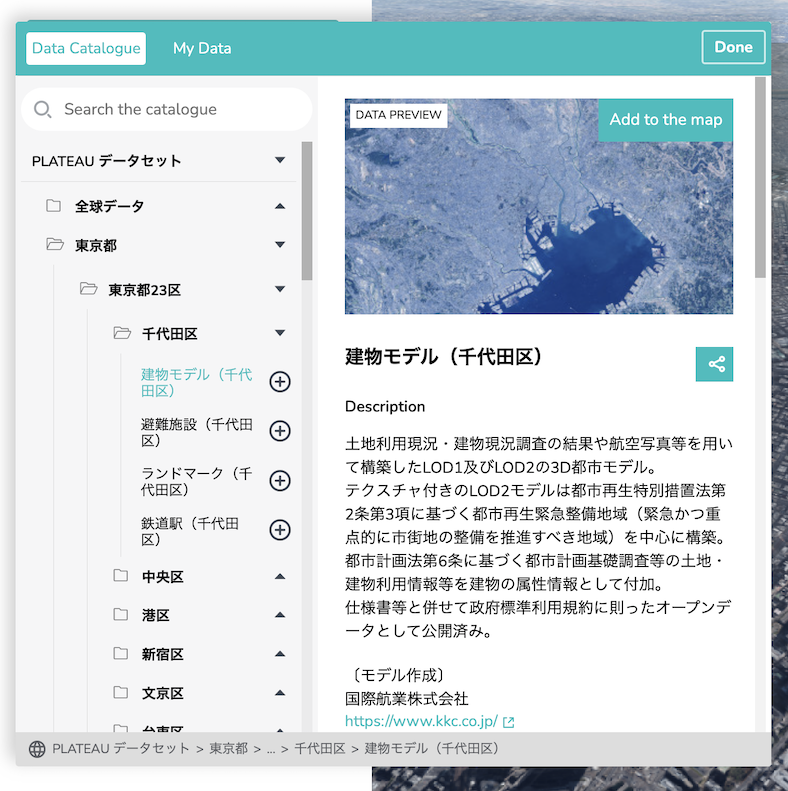 Data Catalogue
My Data
Done
Search the catalogue
PLATEAU データセット
全球データ
東京都
東京都23区
千代田区
建物モデル（千代
田区）
避難施設（千代田
区）
ランドマーク（千
代田区）
鉄道駅（千代田
区）
中央区
港区
新宿区
文京区
台東区
DATA PREVIEW
Add to the map
建物モデル（千代田区）
Description
土地利用現況・建物現況調査の結果や航空写真等を用い
て構築したLOD1及びLOD2の3D都市モデル。
テクスチャ付きのLOD2モデルは都市再生特別措置法第
2条第3項に基づく都市再生緊急整備地域（緊急かつ重
点的に市街地の整備を推進すべき地域）を中心に構築。
都市計画法第6条に基づく都市計画基礎調査等の土地・
建物利用情報等を建物の属性情報として付加。
仕様書等と併せて政府標準利用規約に則ったオープンデ
ータとして公開済み。
〔モデル作成〕
国際航業株式会社
https://www.kkc.co.jp/
PLATEAU データセット > 東京都 > ... > 千代田区 > 建物モデル（千代田区）